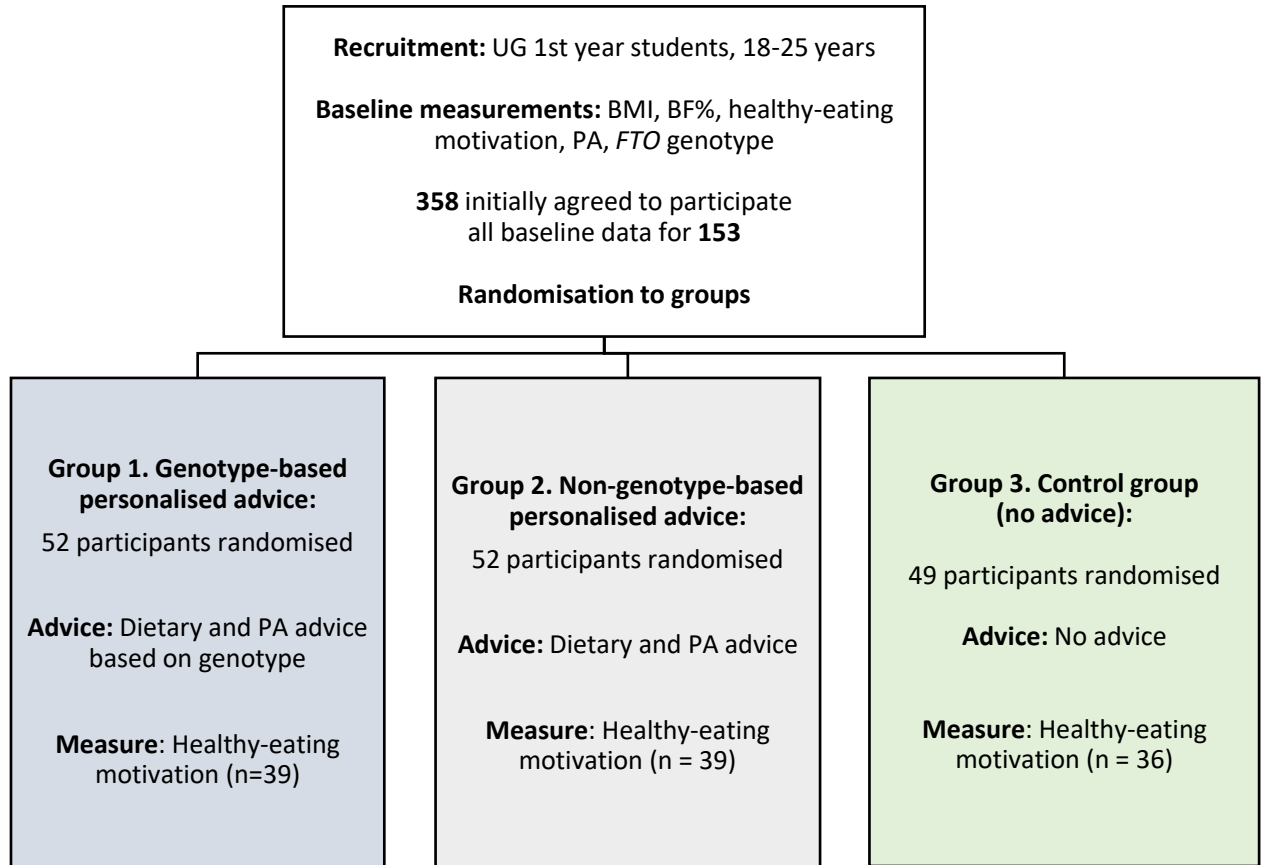 Recruitment: UG 1st year students, 18-25 years
Baseline measurements: BMI, BF%, healthy-eating
motivation, PA, FTO genotype
358 initially agreed to participate
all baseline data for 153
Randomisation to groups
Group 1. Genotype-based
personalised advice:
52 participants randomised
Advice: Dietary and PA advice
based on genotype
Measure: Healthy-eating
motivation (n=39)
Group 2. Non-genotype-based
personalised advice:
52 participants randomised
Advice: Dietary and PA advice
Measure: Healthy-eating
motivation (n = 39)
Group 3. Control group
(no advice):
49 participants randomised
Advice: No advice
Measure: Healthy-eating
motivation (n = 36)